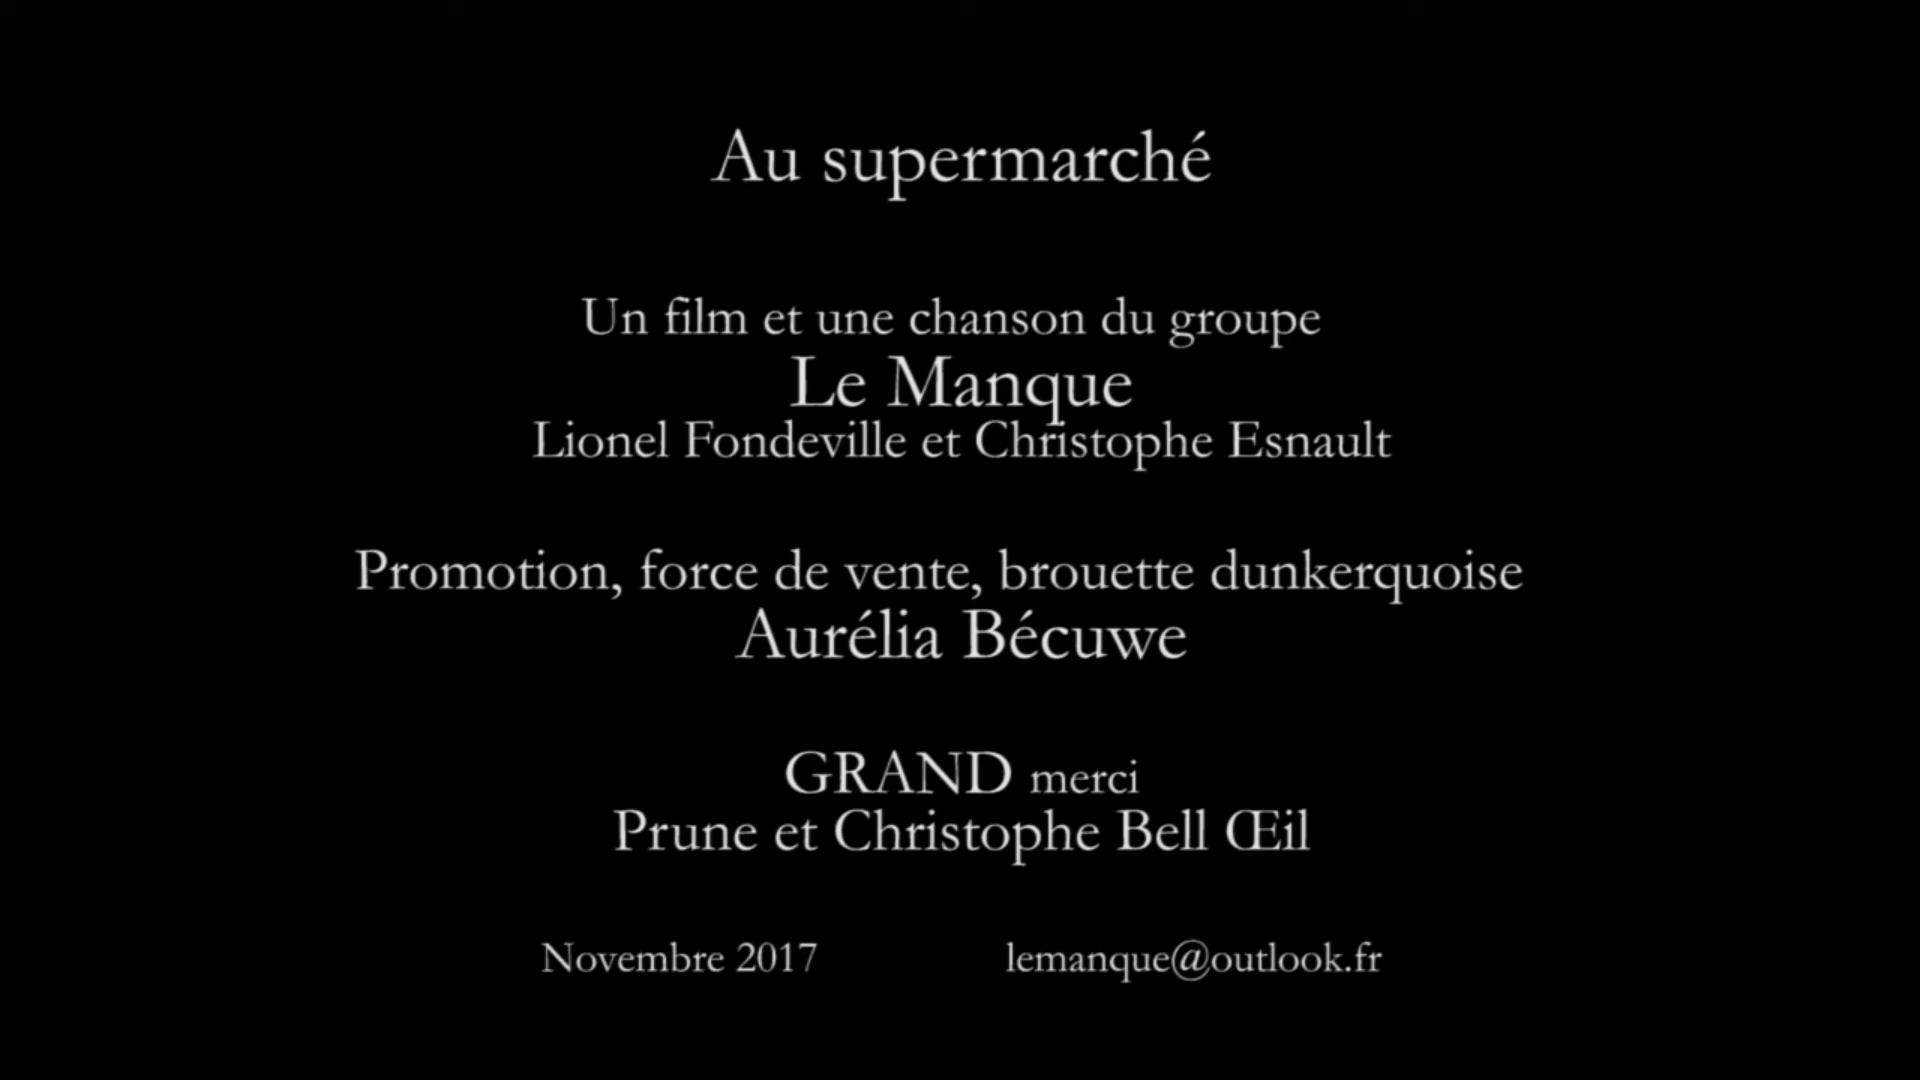 Au supermarché
Un film et une chanson du groupe
Le Manque
Lionel Fondeville et Christophe Esnault
Promotion, force de vente, brouette dunkerquoise
Aurélia Bécuwe
GRAND merci
Prune et Christophe Bell Œil
Novembre 2017 lemanque@outlook.fr